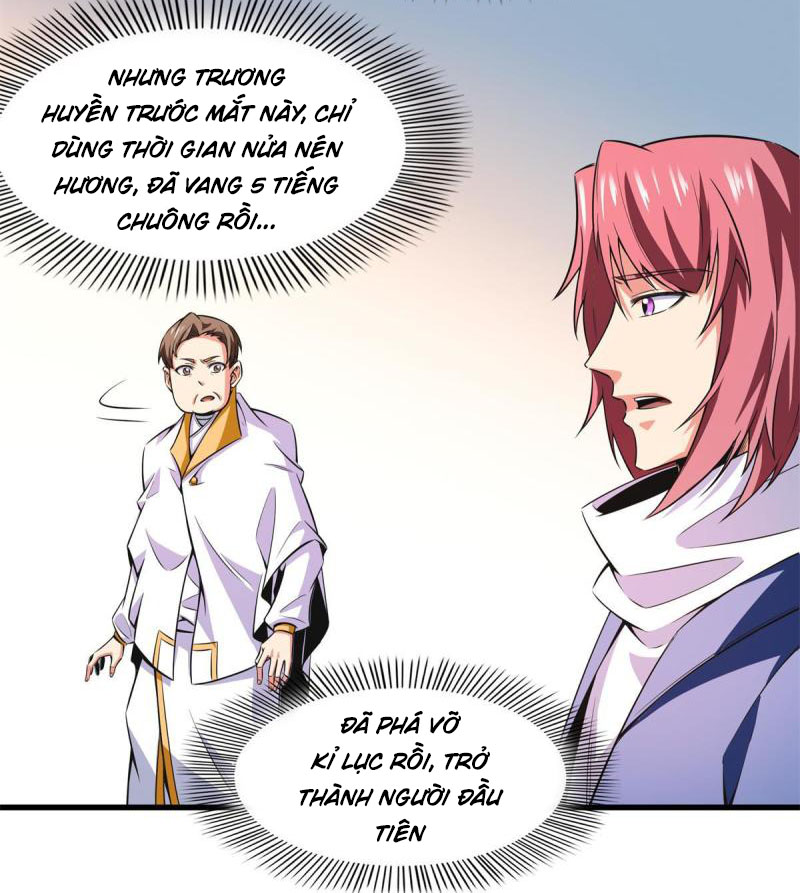 NHƯNG TRƯƠNG
HUYỀN TRƯỚC MẮT NÀY, CHỈ
DÙNG THỜI GIAN NỬA NÉN
HƯƠNG, ĐÃ VANG 5 TIẾNG
CHUÔNG RỒI...
ĐÃ PHÁ VỠ
KỈ LỤC RỒI, TRỞ
THÀNH NGƯỜI ĐẦU
TIÊN